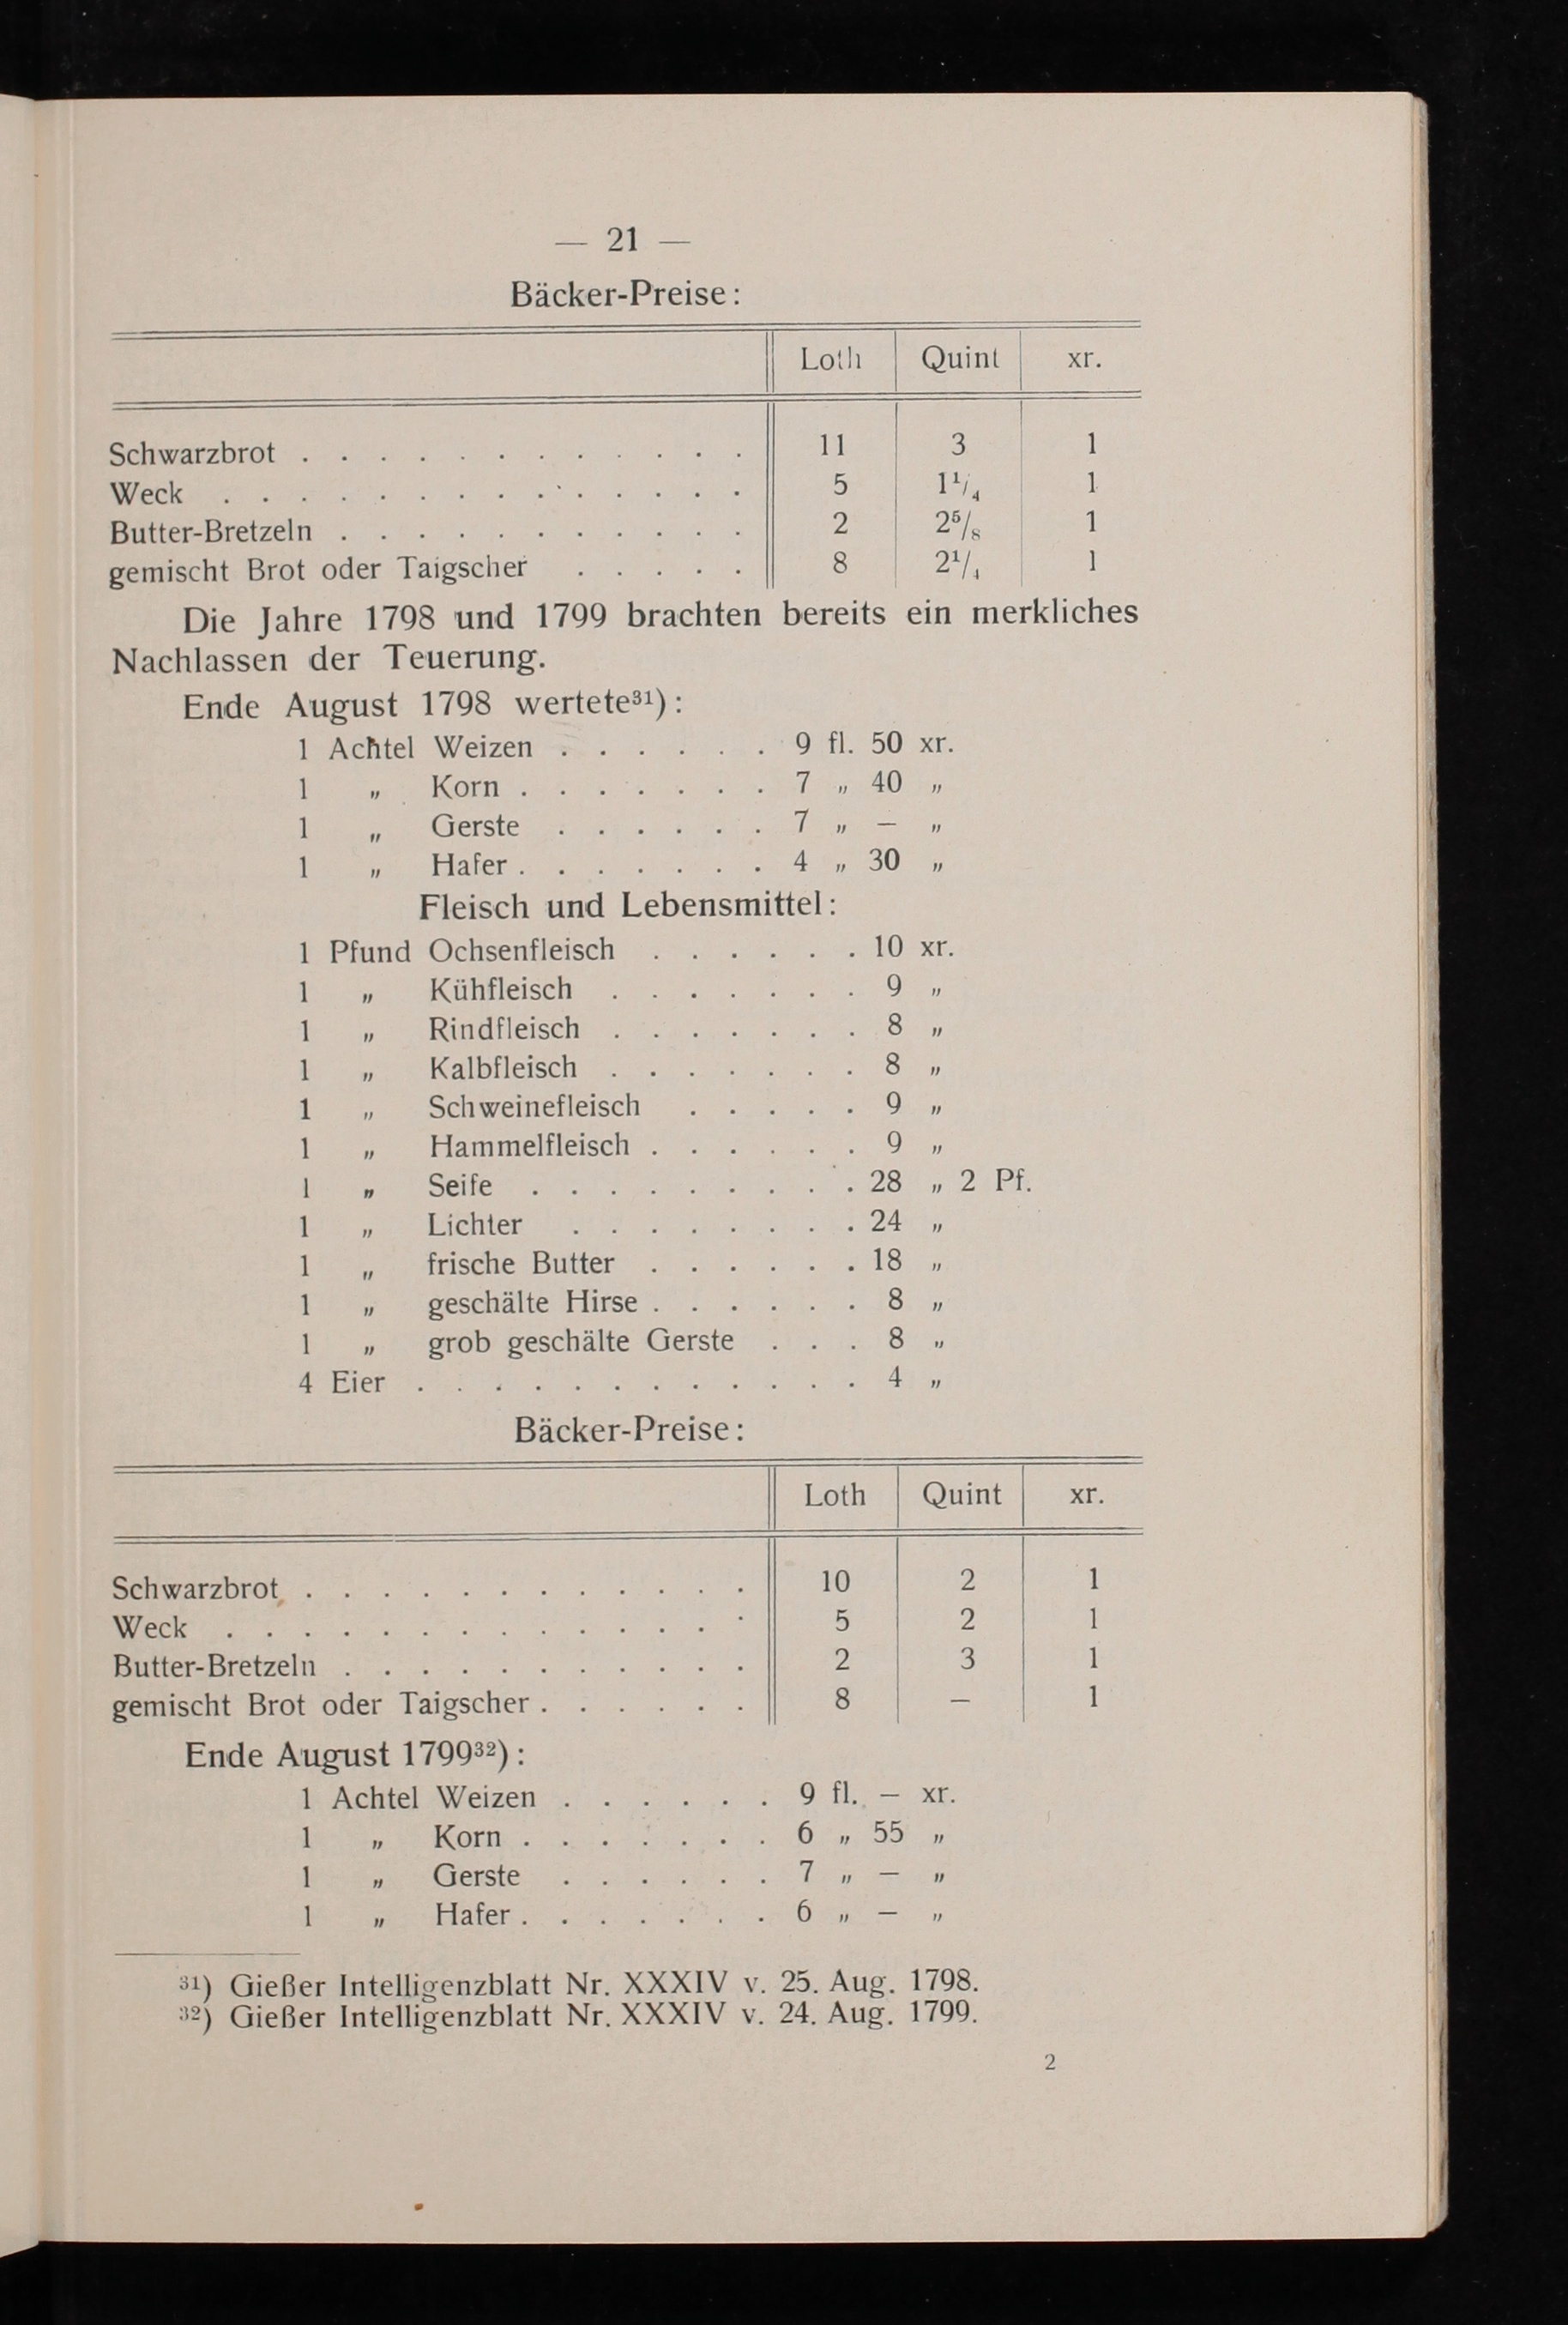 — 21 —
Bäcker-Preise:
Loth Quint xr.
Schwarzbrot . . . . . . . . . . . . 11 3 1
Weck . . . . . . . . . . . . . . 5 1¹/₄ 1
Butter-Bretzeln . . . . . . . . . . . 2 2⁵/₈ 1
gemischt Brot oder Taigscher . . . . . 8 2¹/₄ 1
Die Jahre 1798 und 1799 brachten bereits ein merkliches
Nachlassen der Teuerung.
Ende August 1798 wertete³¹):
1 Achtel Weizen . . . . . . 9 fl. 50 xr.
1 „ Korn . . . . . . . 7 „ 40 „
1 „ Gerste . . . . . . 7 „ — „
1 „ Hafer . . . . . . . 4 „ 30 „
Fleisch und Lebensmittel:
1 Pfund Ochsenfleisch . . . . . . 10 xr.
1 „ Kühfleisch . . . . . . . 9 „
1 „ Rindfleisch . . . . . . . 8 „
1 „ Kalbfleisch . . . . . . . 8 „
1 „ Schweinefleisch . . . . . 9 „
1 „ Hammelfleisch . . . . . . 9 „
1 „ Seife . . . . . . . . . 28 „ 2 Pf.
1 „ Lichter . . . . . . . . 24 „
1 „ frische Butter . . . . . . 18 „
1 „ geschälte Hirse . . . . . . 8 „
1 „ grob geschälte Gerste . . . 8 „
4 Eier . . . . . . . . . . . . 4 „
Bäcker-Preise:
Loth Quint xr.
Schwarzbrot . . . . . . . . . . . . 10 2 1
Weck . . . . . . . . . . . . . . 5 2 1
Butter-Bretzeln . . . . . . . . . . . 2 3 1
gemischt Brot oder Taigscher . . . . . . 8 — 1
Ende August 1799³²):
1 Achtel Weizen . . . . . . 9 fl. — xr.
1 „ Korn . . . . . . . 6 „ 55 „
1 „ Gerste . . . . . . 7 „ — „
1 „ Hafer . . . . . . . 6 „ — „
³¹) Gießer Intelligenzblatt Nr. XXXIV v. 25. Aug. 1798.
³²) Gießer Intelligenzblatt Nr. XXXIV v. 24. Aug. 1799.
2